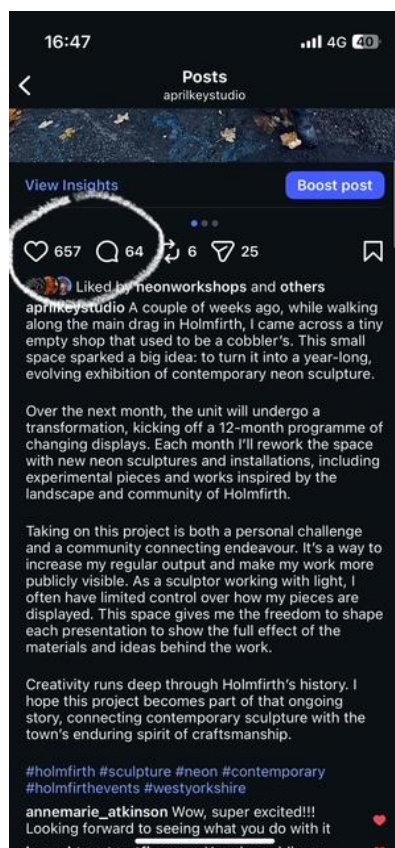 16:47
4G 40
Posts
aprilkeystudio
View Insights
Boost post
657 64 6 25
Liked by neonworkshops and others
aprilkeystudio A couple of weeks ago, while walking
along the main drag in Holmfirth, I came across a tiny
empty shop that used to be a cobbler's. This small
space sparked a big idea: to turn it into a year-long,
evolving exhibition of contemporary neon sculpture.
Over the next month, the unit will undergo a
transformation, kicking off a 12-month programme of
changing displays. Each month I'll rework the space
with new neon sculptures and installations, including
experimental pieces and works inspired by the
landscape and community of Holmfirth.
Taking on this project is both a personal challenge
and a community connecting endeavour. It's a way to
increase my regular output and make my work more
publicly visible. As a sculptor working with light, I
often have limited control over how my pieces are
displayed. This space gives me the freedom to shape
each presentation to show the full effect of the
materials and ideas behind the work.
Creativity runs deep through Holmfirth's history. I
hope this project becomes part of that ongoing
story, connecting contemporary sculpture with the
town's enduring spirit of craftsmanship.
#holmfirth #sculpture #neon #contemporary
#holmfirthevents #westyorkshire
annemarie_atkinson Wow, super excited!!!
Looking forward to seeing what you do with it